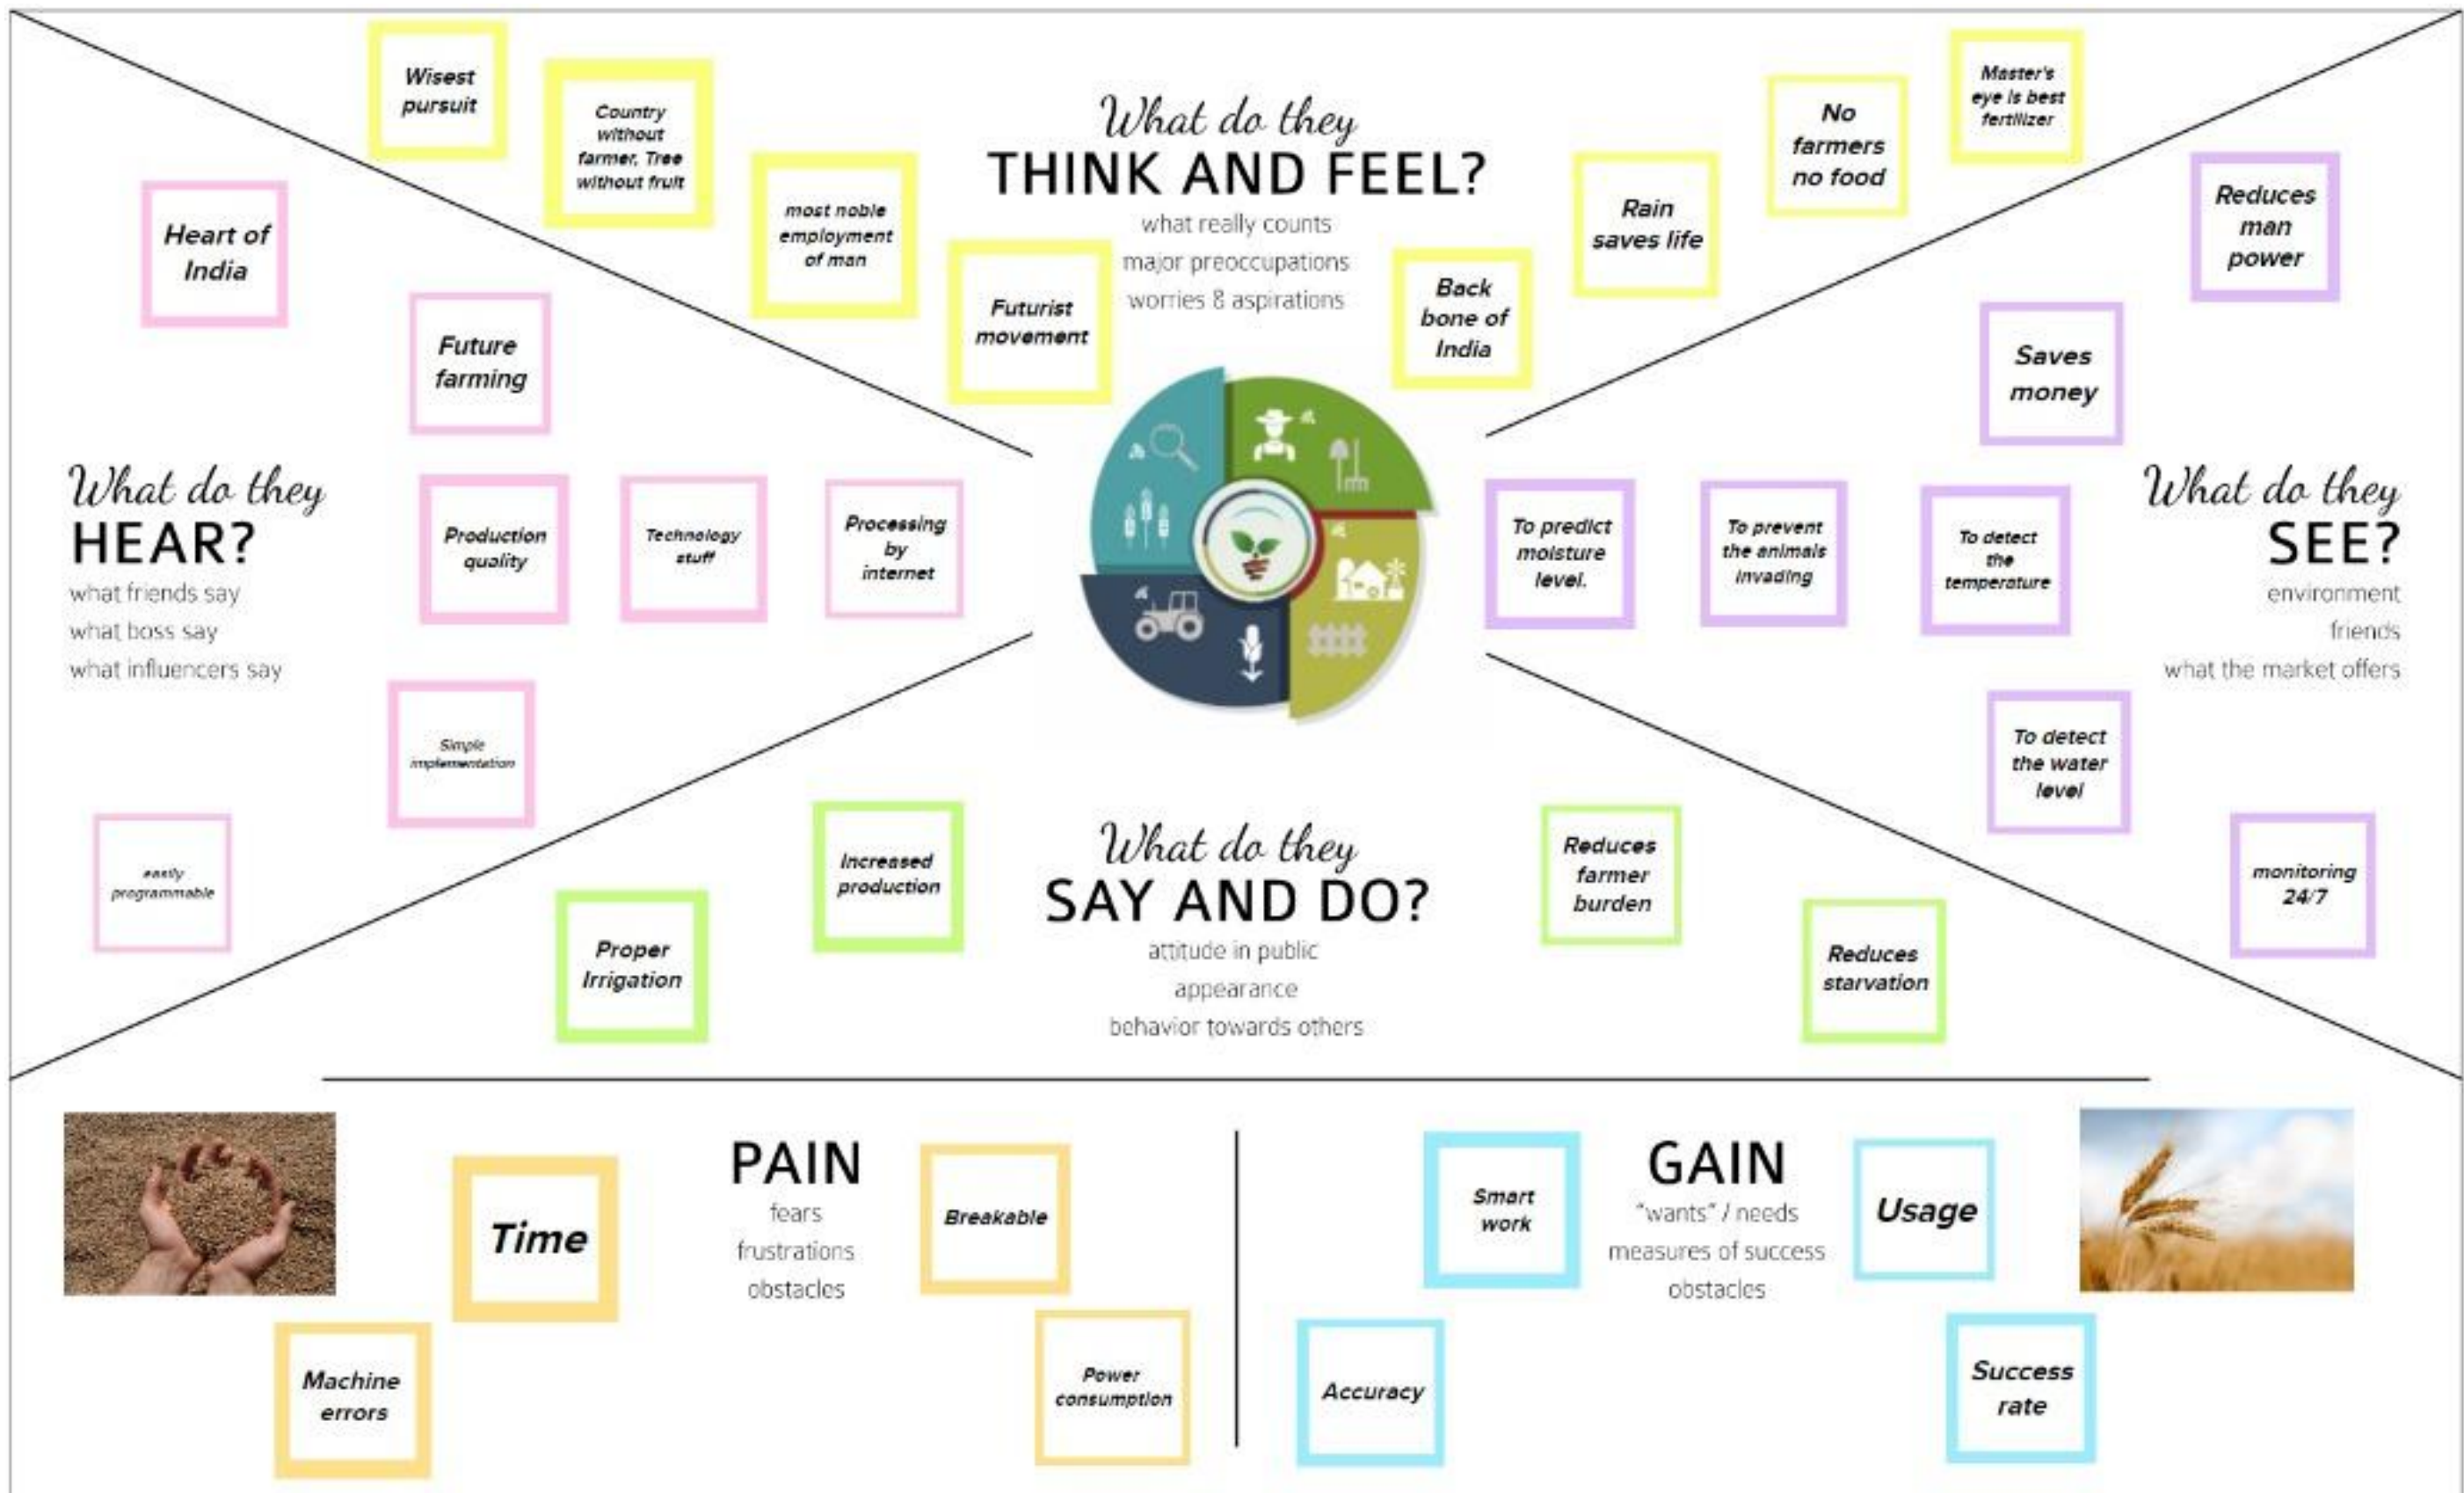 Wisest
pursuit
Country
without
farmer, Tree
without fruit
most noble
employment
of man
Futurist
movement
What do they
THINK AND FEEL?
what really counts
major preoccupations
worries & aspirations
Back
bone of
India
Rain
saves life
No
farmers
no food
Master's
eye is best
fertilizer
Heart of
India
Future
farming
What do they
HEAR?
what friends say
what boss say
what influencers say
Production
quality
Technology
stuff
Processing
by
internet
Simple
implementation
easily
programmable
Reduces
man
power
Saves
money
To predict
moisture
level.
To prevent
the animals
invading
To detect
the
temperature
What do they
SEE?
environment
friends
what the market offers
To detect
the water
level
monitoring
24/7
Proper
Irrigation
Increased
production
What do they
SAY AND DO?
attitude in public
appearance
behavior towards others
Reduces
farmer
burden
Reduces
starvation
Machine
errors
Time
PAIN
fears
frustrations
obstacles
Breakable
Power
consumption
Accuracy
Smart
work
GAIN
"wants" / needs
measures of success
obstacles
Usage
Success
rate